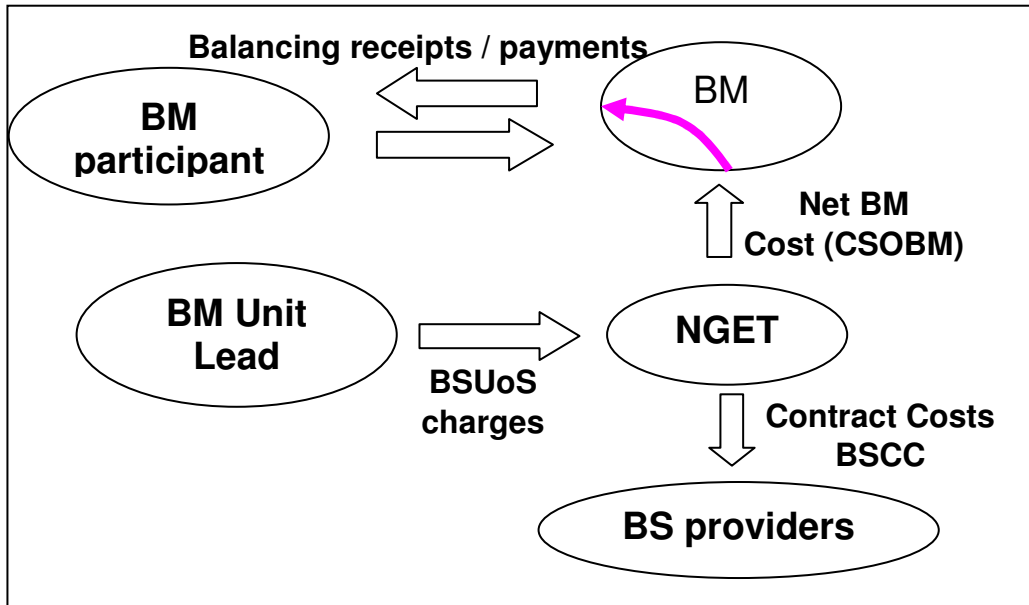 Balancing receipts / payments
BM
participant
BM
Net BM
Cost (CSOBM)
BM Unit
Lead
NGET
BSUoS
charges
Contract Costs
BSCC
BS providers